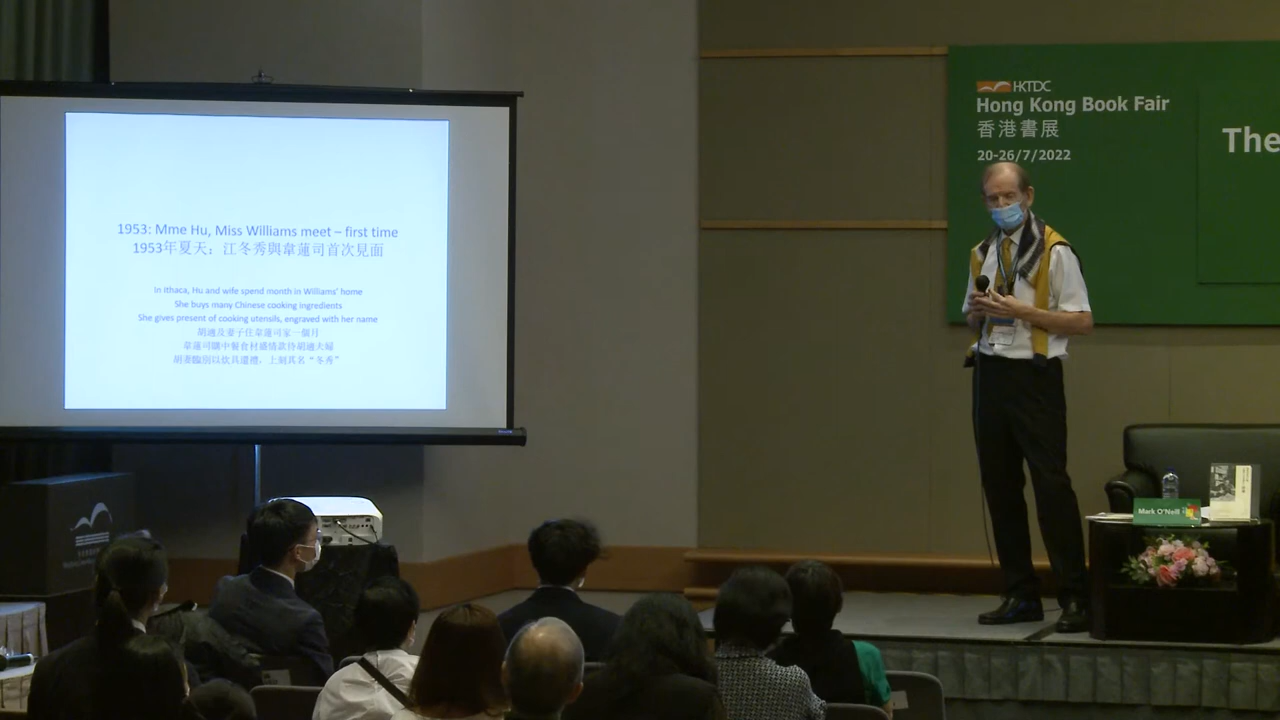 1953: Mme Hu, Miss Williams meet – first time
1953年夏天：江冬秀與韋蓮司首次見面
In Ithaca, Hu and wife spend month in Williams' home
She buys many Chinese cooking ingredients
She gives present of cooking utensils, engraved with her name
胡適及妻子住韋蓮司家一個月
韋蓮司購中餐食材盛情款待胡適夫婦
胡妻臨別以炊具還禮，上刻其名“冬秀”
HKTDC
Hong Kong Book Fair
香港書展
20-26/7/2022
The
Mark O'Neill